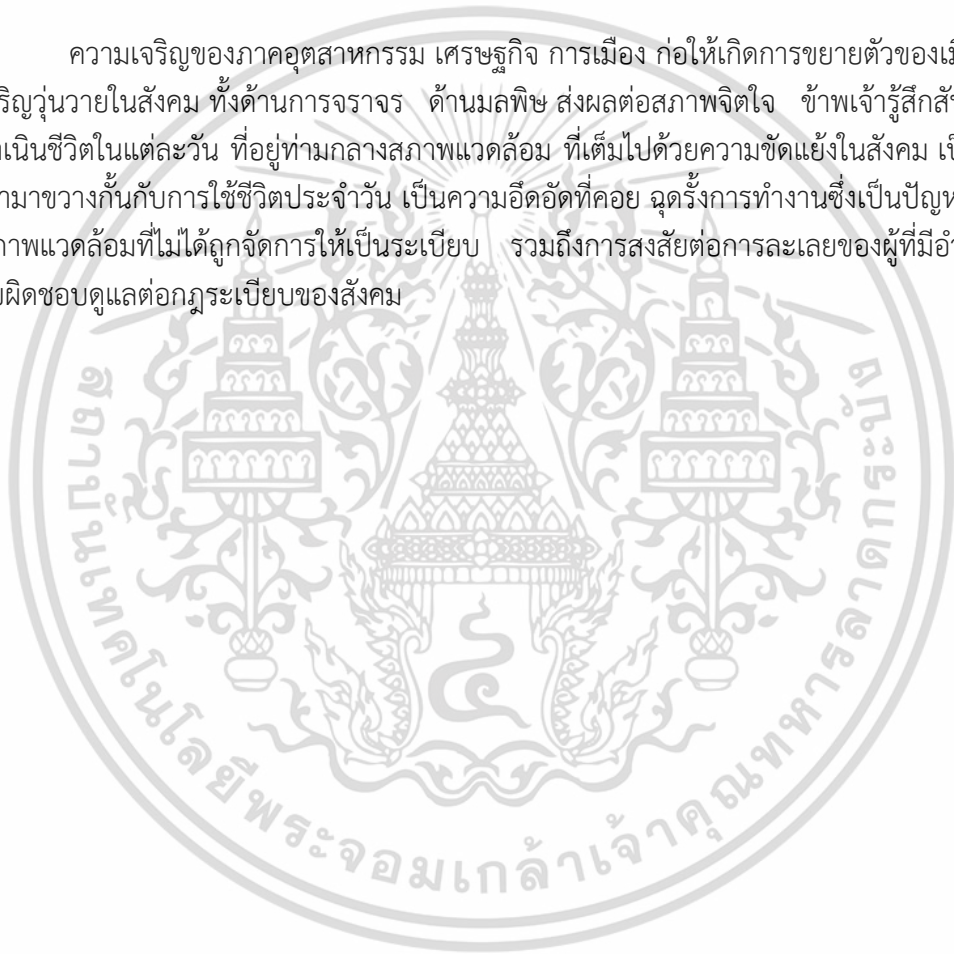 ความเจริญของภาคอุตสาหกรรม เศรษฐกิจ การเมือง ก่อให้เกิดการขยายตัวของ
วุ่นวายในสังคม ทั้งด้านการจราจร ด้านมลพิษ ส่งผลต่อสภาพจิตใจ ข้าพเจ้ารู้สึก
เนินชีวิตในแต่ละวัน ที่อยู่ท่ามกลางสภาพแวดล้อม ที่เต็มไปด้วยความขัดแย้งในสังคม
มาขวางกั้นกับการใช้ชีวิตประจำวัน เป็นความอึดอัดที่คอย ฉุดรั้งการทำงานซึ่งเป็น
ภาพแวดล้อมที่ไม่ได้ถูกจัดการให้เป็นระเบียบ รวมถึงการสงสัยต่อการละเลยของผู้ที่มี
ผิดชอบดูแลต่อกฎระเบียบของสังคม
สถาบันเทคโนโลยีพระจอมเกล้าเจ้าคุณทหารลาดกระบัง